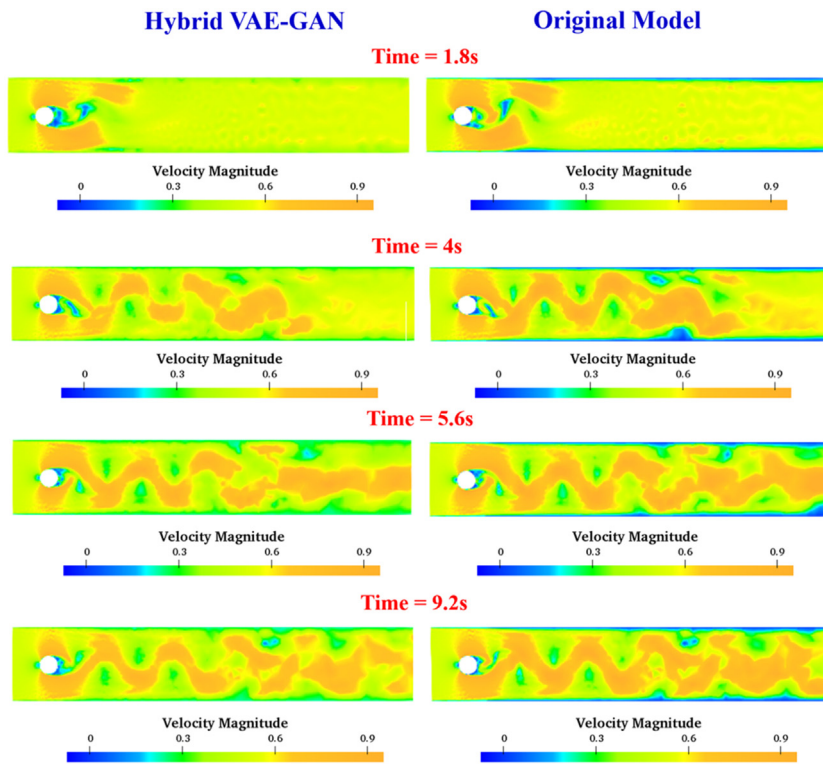 Hybrid VAE-GAN Original Model
Time = 1.8s
Velocity Magnitude Velocity Magnitude
0 0.3 0.6 0.9 0 0.3 0.6 0.9
Time = 4s
Velocity Magnitude Velocity Magnitude
0 0.3 0.6 0.9 0 0.3 0.6 0.9
Time = 5.6s
Velocity Magnitude Velocity Magnitude
0 0.3 0.6 0.9 0 0.3 0.6 0.9
Time = 9.2s
Velocity Magnitude Velocity Magnitude
0 0.3 0.6 0.9 0 0.3 0.6 0.9